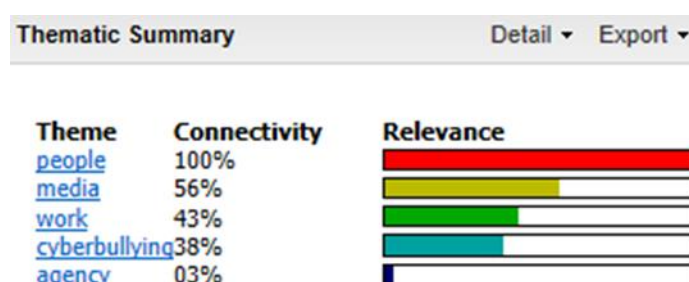 Thematic Summary Detail Export
Theme Connectivity Relevance
people 100%
media 56%
work 43%
cyberbullying 38%
agency 03%